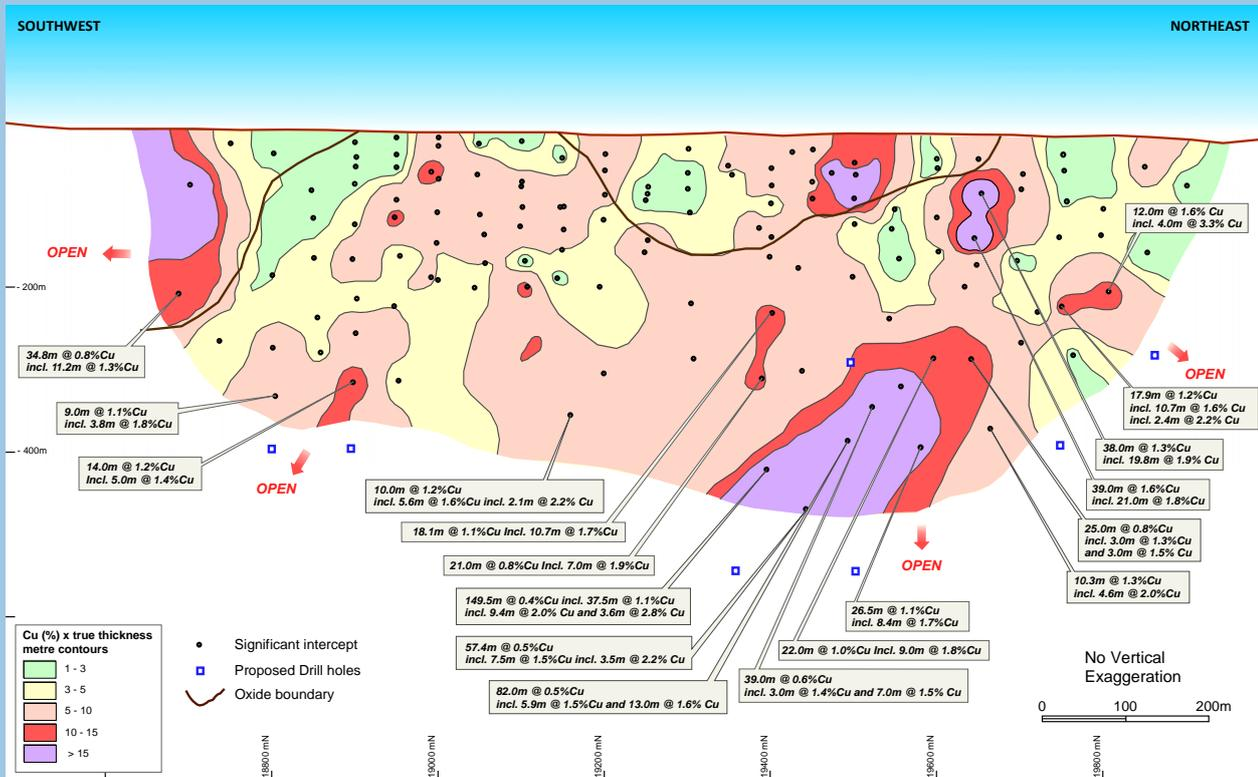 SOUTHWEST
NORTHEAST
OPEN
- 200m
12.0m @ 1.6% Cu
incl. 4.0m @ 3.3% Cu
34.8m @ 0.8%Cu
incl. 11.2m @ 1.3%Cu
OPEN
9.0m @ 1.1%Cu
incl. 3.8m @ 1.8%Cu
17.9m @ 1.2%Cu
incl. 10.7m @ 1.6% Cu
incl. 2.4m @ 2.2% Cu
- 400m
14.0m @ 1.2%Cu
Incl. 5.0m @ 1.4%Cu
OPEN
38.0m @ 1.3%Cu
incl. 19.8m @ 1.9% Cu
10.0m @ 1.2%Cu
incl. 5.6m @ 1.6%Cu incl. 2.1m @ 2.2% Cu
39.0m @ 1.6%Cu
incl. 21.0m @ 1.8%Cu
18.1m @ 1.1%Cu Incl. 10.7m @ 1.7%Cu
25.0m @ 0.8%Cu
incl. 3.0m @ 1.3%Cu
and 3.0m @ 1.5% Cu
21.0m @ 0.8%Cu Incl. 7.0m @ 1.9%Cu
OPEN
10.3m @ 1.3%Cu
incl. 4.6m @ 2.0%Cu
149.5m @ 0.4%Cu incl. 37.5m @ 1.1%Cu
incl. 9.4m @ 2.0% Cu and 3.6m @ 2.8% Cu
26.5m @ 1.1%Cu
incl. 8.4m @ 1.7%Cu
57.4m @ 0.5%Cu
incl. 7.5m @ 1.5%Cu incl. 3.5m @ 2.2% Cu
22.0m @ 1.0%Cu Incl. 9.0m @ 1.8%Cu
39.0m @ 0.6%Cu
incl. 3.0m @ 1.4%Cu and 7.0m @ 1.5% Cu
82.0m @ 0.5%Cu
incl. 5.9m @ 1.5%Cu and 13.0m @ 1.6% Cu
Cu (%) x true thickness
metre contours
1 - 3
3 - 5
5 - 10
10 - 15
> 15
Significant intercept
Proposed Drill holes
Oxide boundary
No Vertical
Exaggeration
0 100 200m
18800 mN
19000 mN
19200 mN
19400 mN
19600 mN
19800 mN